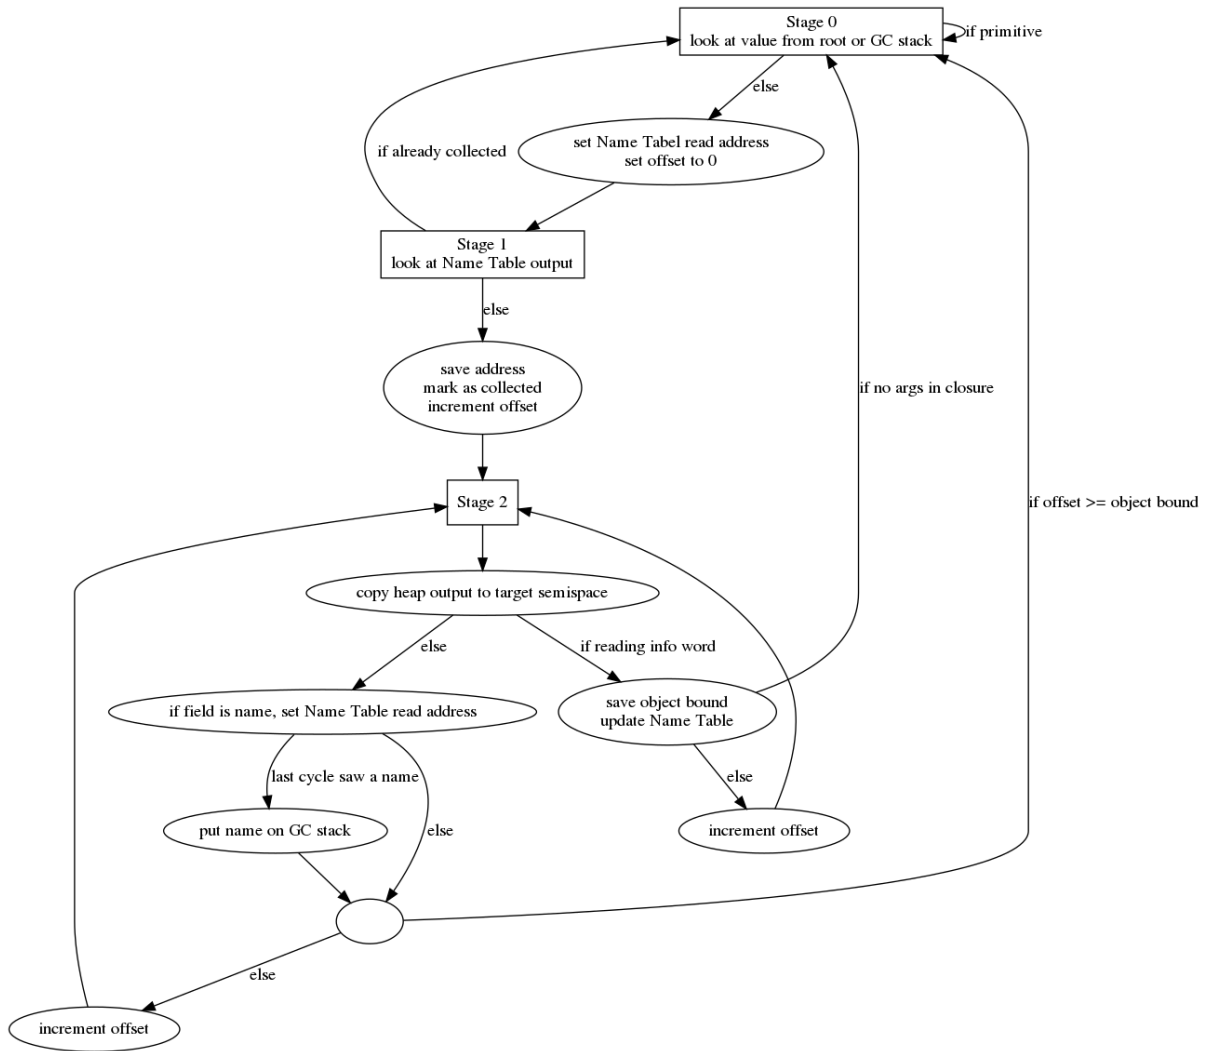 Stage 0
look at value from root or GC stack
if primitive
else
set Name Tabel read address
set offset to 0
if already collected
Stage 1
look at Name Table output
else
save address
mark as collected
increment offset
if no args in closure
Stage 2
if offset >= object bound
copy heap output to target semispace
else
if reading info word
if field is name, set Name Table read address
save object bound
update Name Table
last cycle saw a name
else
put name on GC stack
else
increment offset
else
increment offset